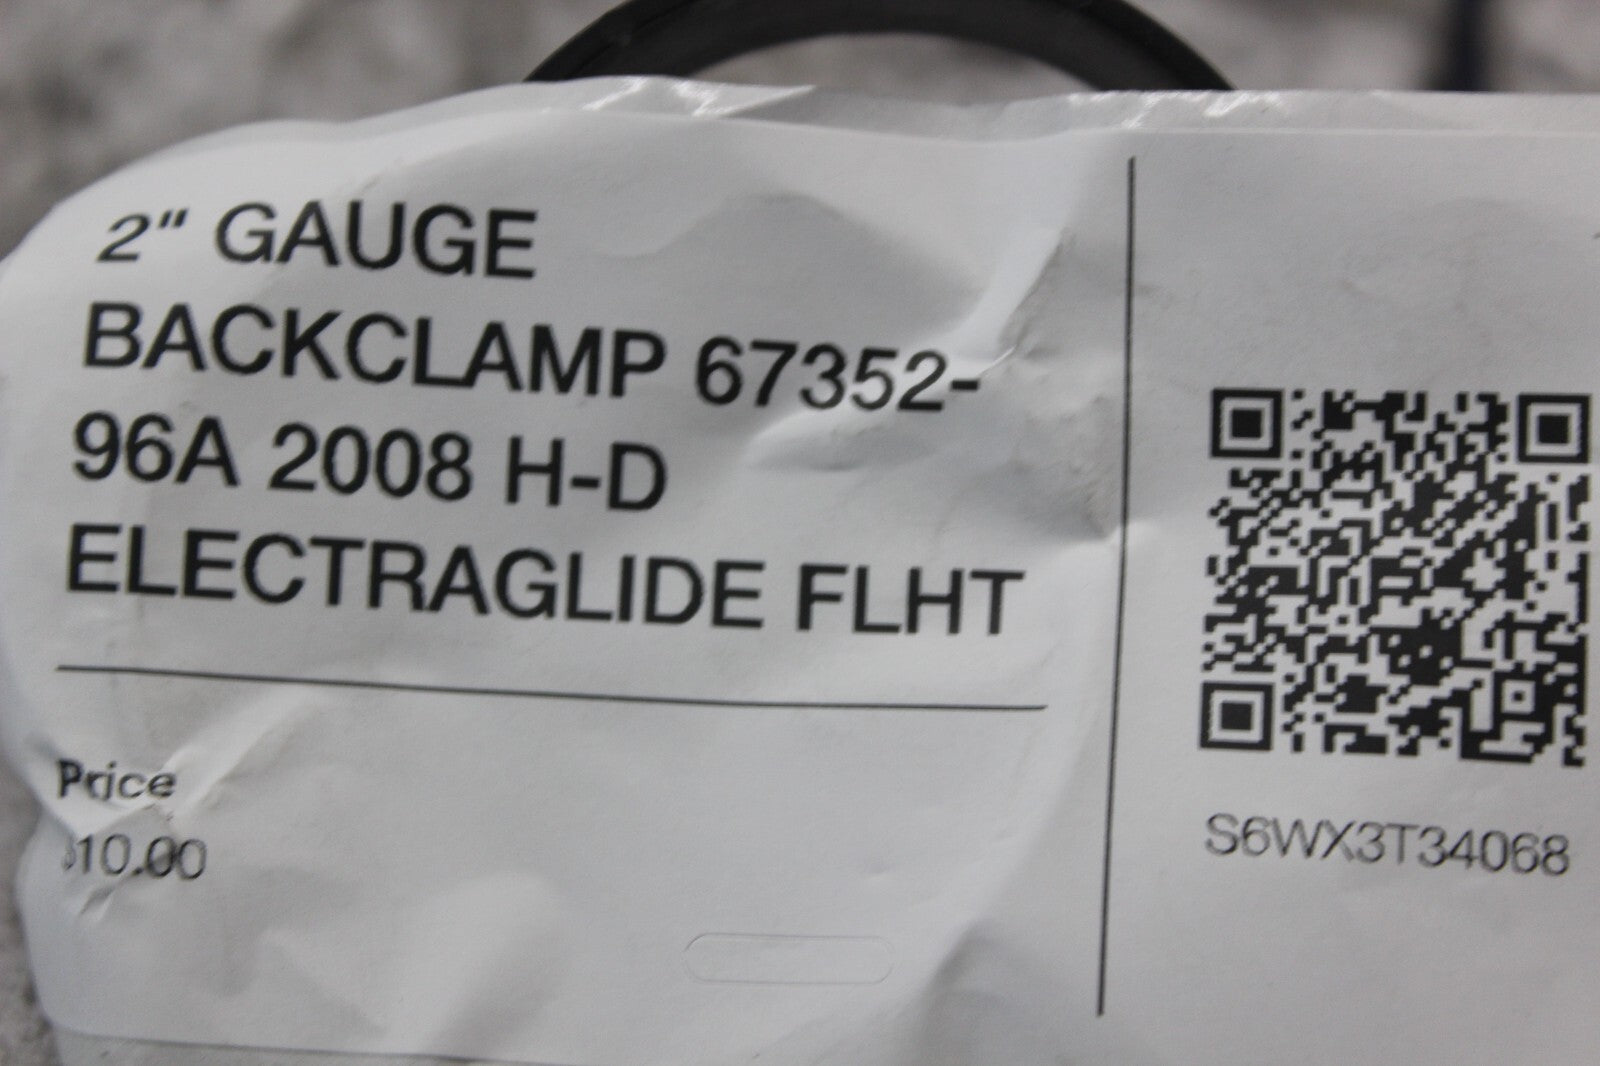 2" GAUGE
BACKCLAMP 67352-
96A 2008 H-D
ELECTRAGLIDE FLHT
Price
$10.00
S6WX3T34068